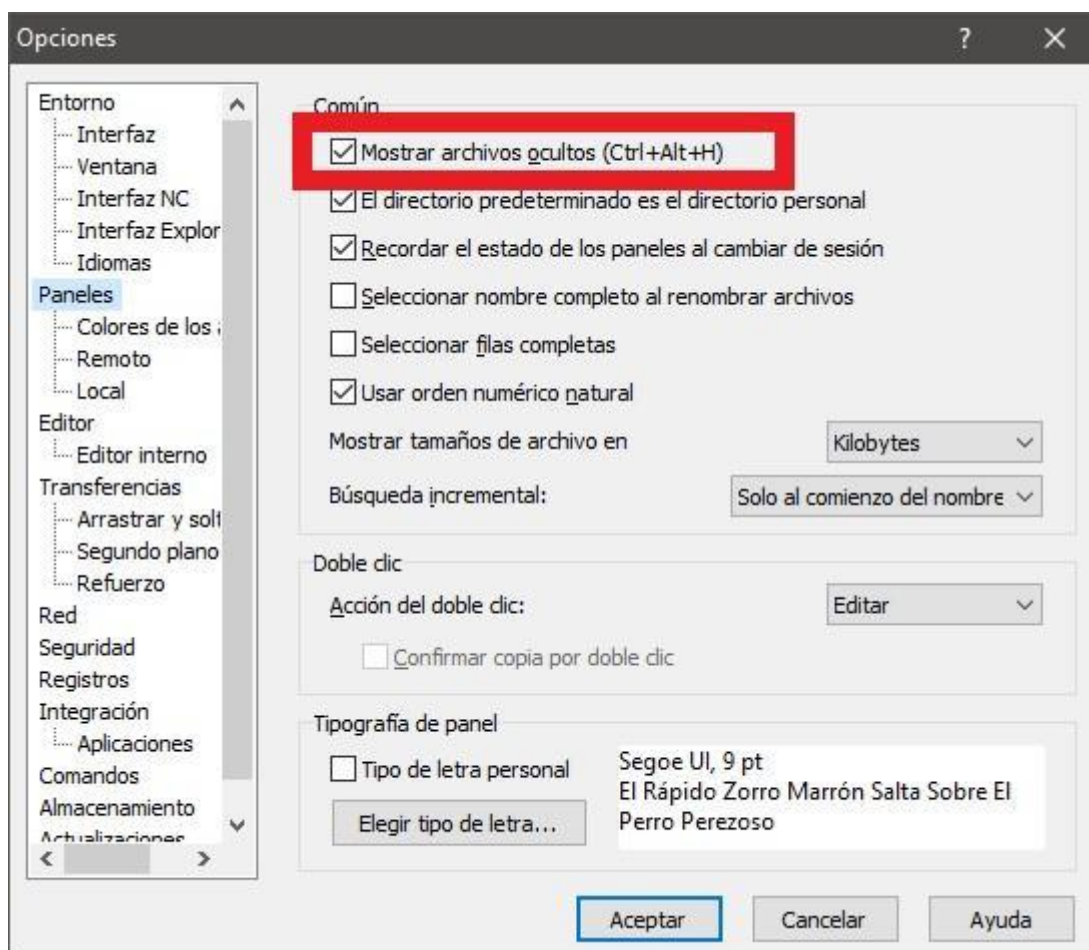 Opciones
?
Entorno
Interfaz
Ventana
Interfaz NC
Interfaz Explor
Idiomas
Paneles
Colores de los
Remoto
Local
Editor
Editor interno
Transferencias
Arrastrar y solt
Segundo plano
Refuerzo
Red
Seguridad
Registros
Integración
Aplicaciones
Comandos
Almacenamiento
Actualizaciones
Común
Mostrar archivos ocultos (Ctrl+Alt+H)
El directorio predeterminado es el directorio personal
Recordar el estado de los paneles al cambiar de sesión
Seleccionar nombre completo al renombrar archivos
Seleccionar filas completas
Usar orden numérico natural
Mostrar tamaños de archivo en
Kilobytes
Búsqueda incremental:
Solo al comienzo del nombre
Doble clic
Acción del doble clic:
Editar
Confirmar copia por doble clic
Tipografía de panel
Tipo de letra personal
Elegir tipo de letra...
Segoe UI, 9 pt
El Rápido Zorro Marrón Salta Sobre El
Perro Perezoso
Aceptar
Cancelar
Ayuda